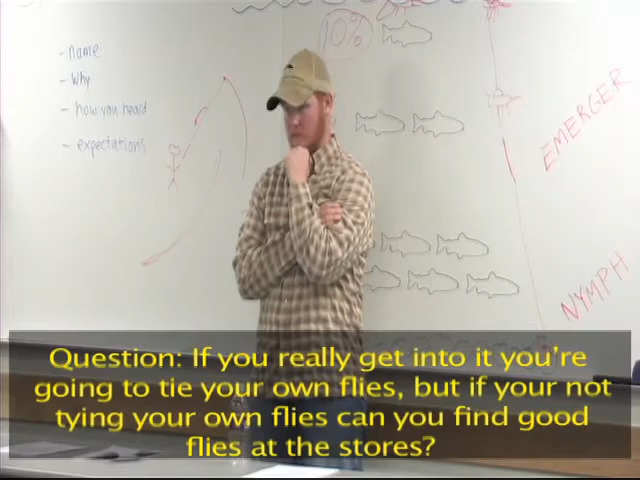 10%
- name
- Why
- how you heard
- expectations
EMERGER
NYMPH
Question: If you really get into it you're
going to tie your own flies, but if your not
tying your own flies can you find good
flies at the stores?